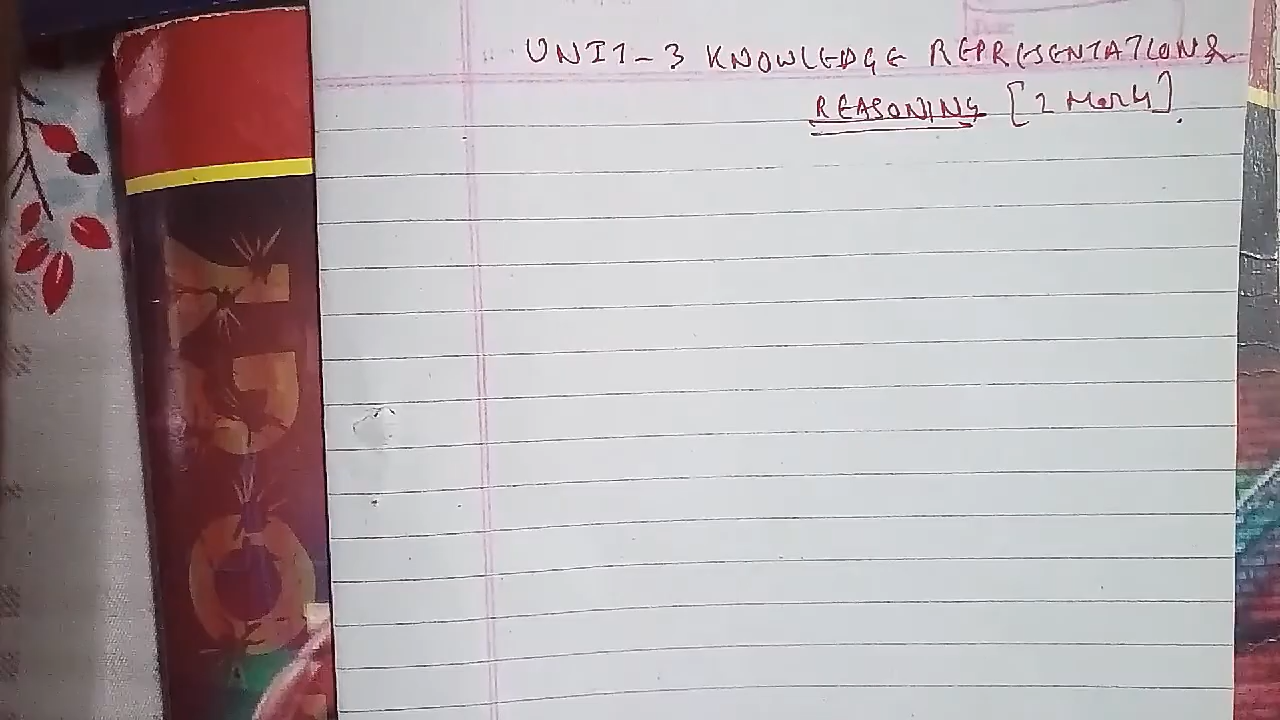 UNIT-3 KNOWLEDGE REPRESENTATION &
REASONING [2 Mark].